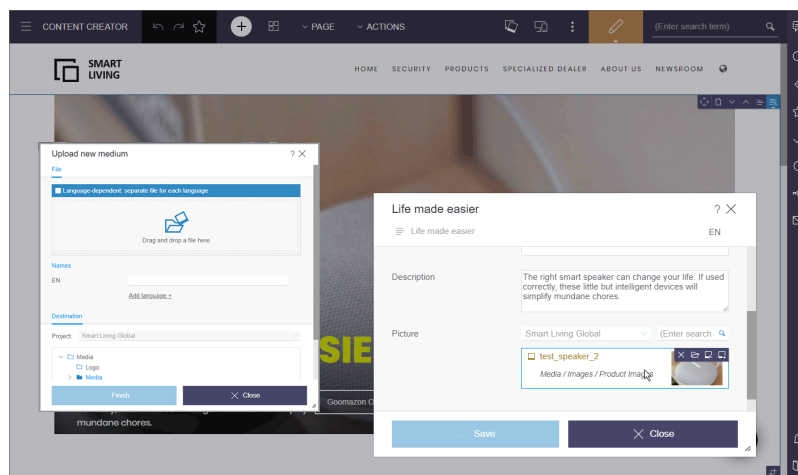 CONTENT CREATOR
PAGE
ACTIONS
(Enter search term)
SMART
LIVING
HOME SECURITY PRODUCTS SPECIALIZED DEALER ABOUT US NEWSROOM
Upload new medium
?
File
Language-dependent: separate file for each language
Drag and drop a file here
Names
EN
Add language +
Destination
Project: Smart Living Global
Media
Logo
Media
Finish
Close
SIE
Goomazon O
mundane chores.
Life made easier
?
Life made easier
EN
Description
The right smart speaker can change your life. If used
correctly, these little but intelligent devices will
simplify mundane chores.
Picture
Smart Living Global
(Enter search
test_speaker_2
Media / Images / Product Images
Save
Close